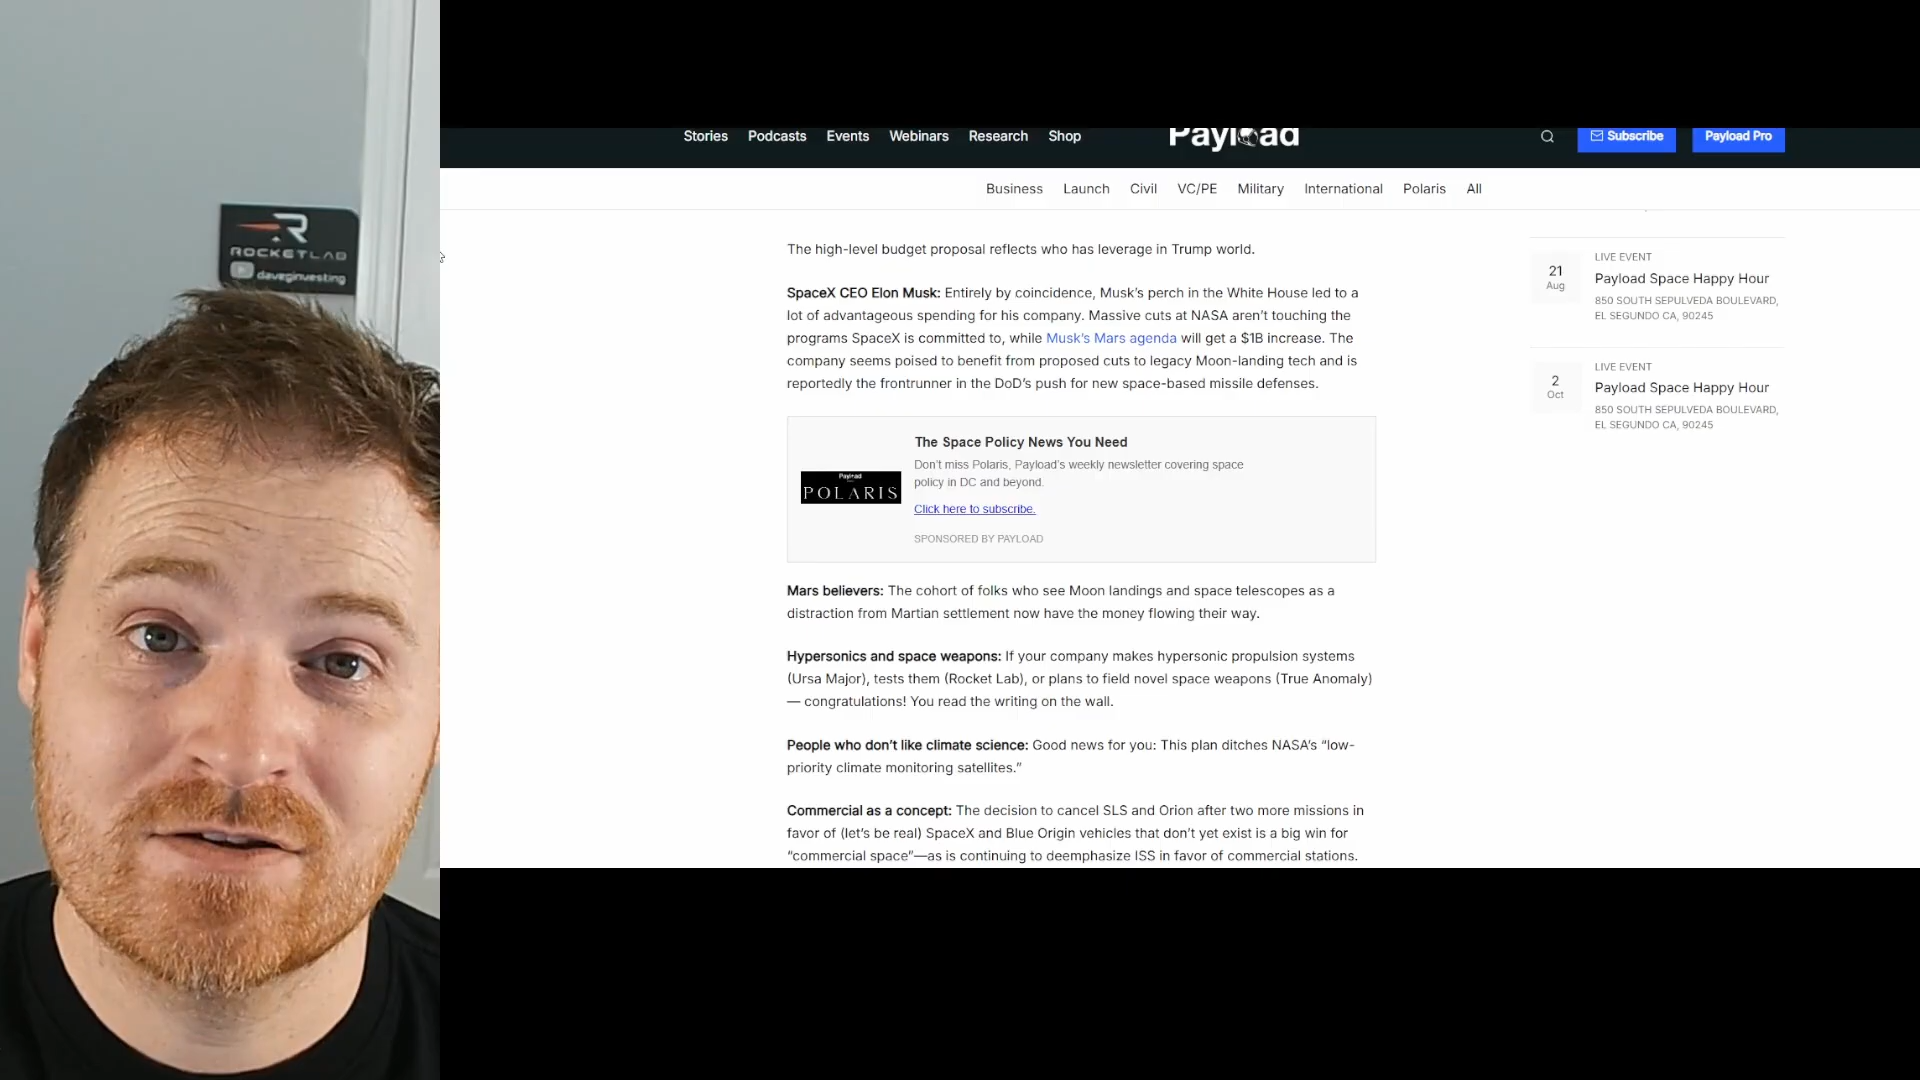 ROCKETLAB
daveginvesting
Stories Podcasts Events Webinars Research Shop
Payload
Subscribe
Payload Pro
Business Launch Civil VC/PE Military International Polaris All
The high-level budget proposal reflects who has leverage in Trump world.
SpaceX CEO Elon Musk: Entirely by coincidence, Musk’s perch in the White House led to a
lot of advantageous spending for his company. Massive cuts at NASA aren’t touching the
programs SpaceX is committed to, while Musk’s Mars agenda will get a $1B increase. The
company seems poised to benefit from proposed cuts to legacy Moon-landing tech and is
reportedly the frontrunner in the DoD’s push for new space-based missile defenses.
Payload
POLARIS
The Space Policy News You Need
Don’t miss Polaris, Payload’s weekly newsletter covering space
policy in DC and beyond.
Click here to subscribe.
SPONSORED BY PAYLOAD
Mars believers: The cohort of folks who see Moon landings and space telescopes as a
distraction from Martian settlement now have the money flowing their way.
Hypersonics and space weapons: If your company makes hypersonic propulsion systems
(Ursa Major), tests them (Rocket Lab), or plans to field novel space weapons (True Anomaly)
— congratulations! You read the writing on the wall.
People who don’t like climate science: Good news for you: This plan ditches NASA’s “low-
priority climate monitoring satellites.”
Commercial as a concept: The decision to cancel SLS and Orion after two more missions in
favor of (let’s be real) SpaceX and Blue Origin vehicles that don’t yet exist is a big win for
“commercial space”—as is continuing to deemphasize ISS in favor of commercial stations.
21
Aug
LIVE EVENT
Payload Space Happy Hour
850 SOUTH SEPULVEDA BOULEVARD,
EL SEGUNDO CA, 90245
2
Oct
LIVE EVENT
Payload Space Happy Hour
850 SOUTH SEPULVEDA BOULEVARD,
EL SEGUNDO CA, 90245